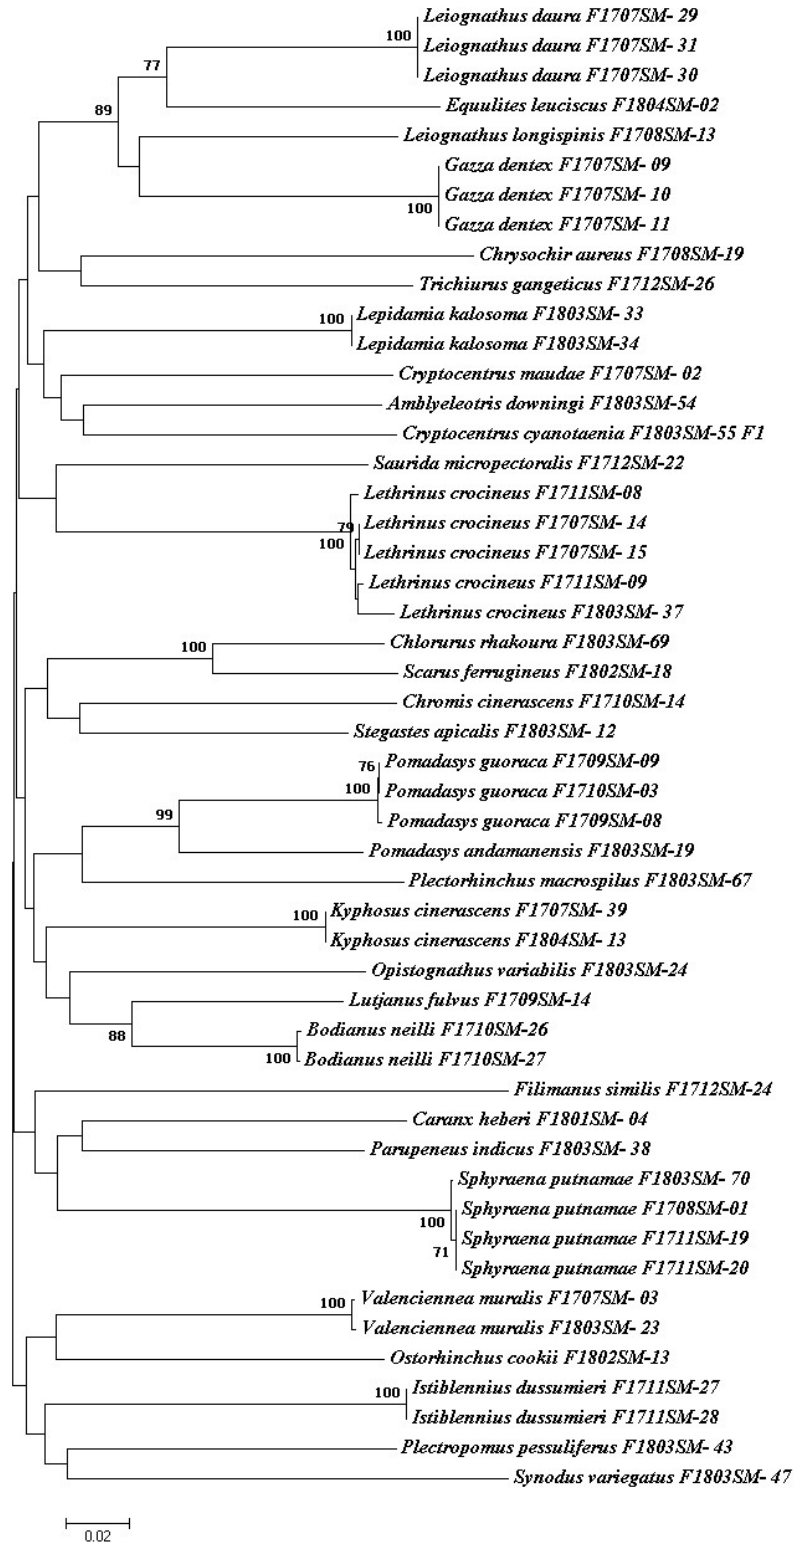 Leiognathus daura F1707SM- 29
100
Leiognathus daura F1707SM- 31
77
Leiognathus daura F1707SM- 30
89
Equulites leuciscus F1804SM-02
Leiognathus longispinis F1708SM-13
Gazza dentex F1707SM- 09
Gazza dentex F1707SM- 10
100
Gazza dentex F1707SM- 11
Chrysochir aureus F1708SM-19
Trichiurus gangeticus F1712SM-26
100
Lepidamia kalosoma F1803SM- 33
Lepidamia kalosoma F1803SM-34
Cryptocentrus maudae F1707SM- 02
Amblyeleotris downingi F1803SM-54
Cryptocentrus cyanotaenia F1803SM-55 F1
Saurida micropectoralis F1712SM-22
Lethrinus crocineus F1711SM-08
79
Lethrinus crocineus F1707SM- 14
100
Lethrinus crocineus F1707SM- 15
Lethrinus crocineus F1711SM-09
Lethrinus crocineus F1803SM- 37
100
Chlorurus rhakoura F1803SM-69
Scarus ferrugineus F1802SM-18
Chromis cinerascens F1710SM-14
Stegastes apicalis F1803SM- 12
76
Pomadasys guoraca F1709SM-09
100
Pomadasys guoraca F1710SM-03
99
Pomadasys guoraca F1709SM-08
Pomadasys andamanensis F1803SM-19
Plectorhinchus macrospilus F1803SM-67
100
Kyphosus cinerascens F1707SM- 39
Kyphosus cinerascens F1804SM- 13
Opistognathus variabilis F1803SM-24
Lutjanus fulvus F1709SM-14
88
Bodianus neilli F1710SM-26
100
Bodianus neilli F1710SM-27
Filimanus similis F1712SM-24
Caranx heberi F1801SM- 04
Parupeneus indicus F1803SM- 38
Sphyraena putnamae F1803SM- 70
Sphyraena putnamae F1708SM-01
100
Sphyraena putnamae F1711SM-19
71
Sphyraena putnamae F1711SM-20
100
Valenciennea muralis F1707SM- 03
Valenciennea muralis F1803SM- 23
Ostorhinchus cookii F1802SM-13
100
Istiblennius dussumieri F1711SM-27
Istiblennius dussumieri F1711SM-28
Plectropomus pessuliferus F1803SM- 43
Synodus variegatus F1803SM- 47
0.02